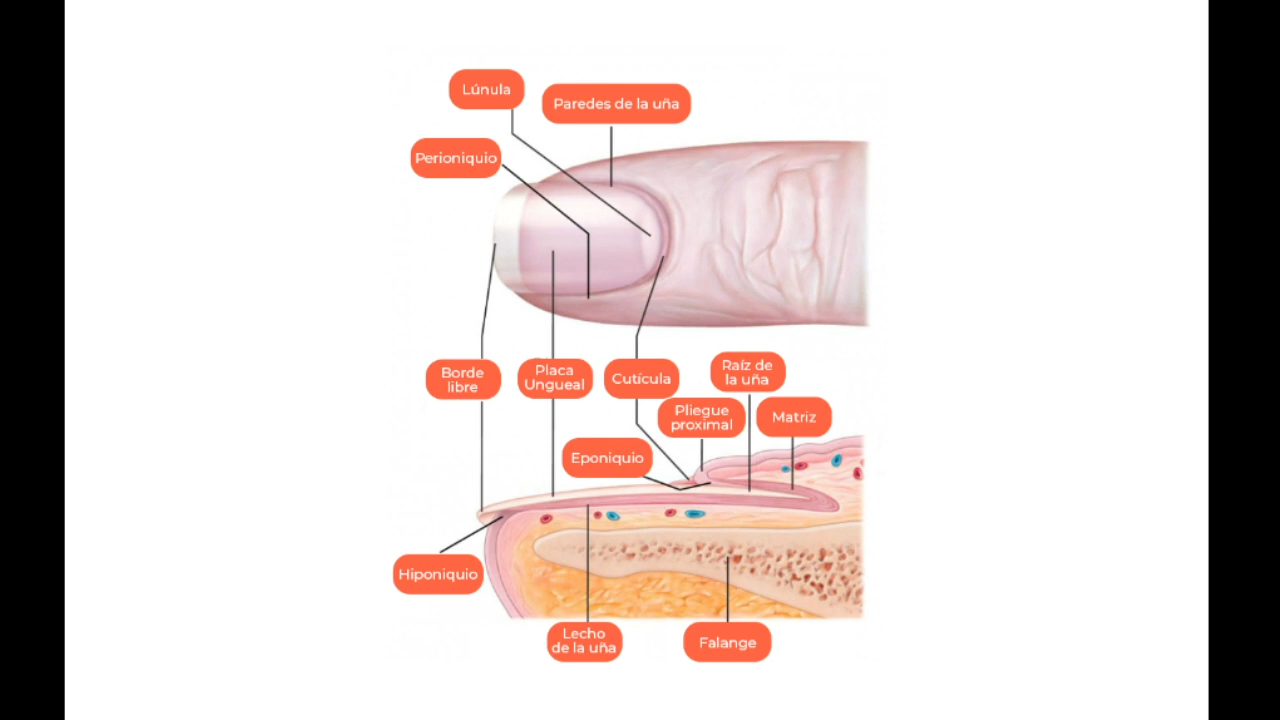 Lúnula
Paredes de la uña
Perioniquio
Borde
libre
Placa
Ungueal
Cutícula
Raíz de
la uña
Pliegue
proximal
Matriz
Eponiquio
Hiponiquio
Lecho
de la uña
Falange